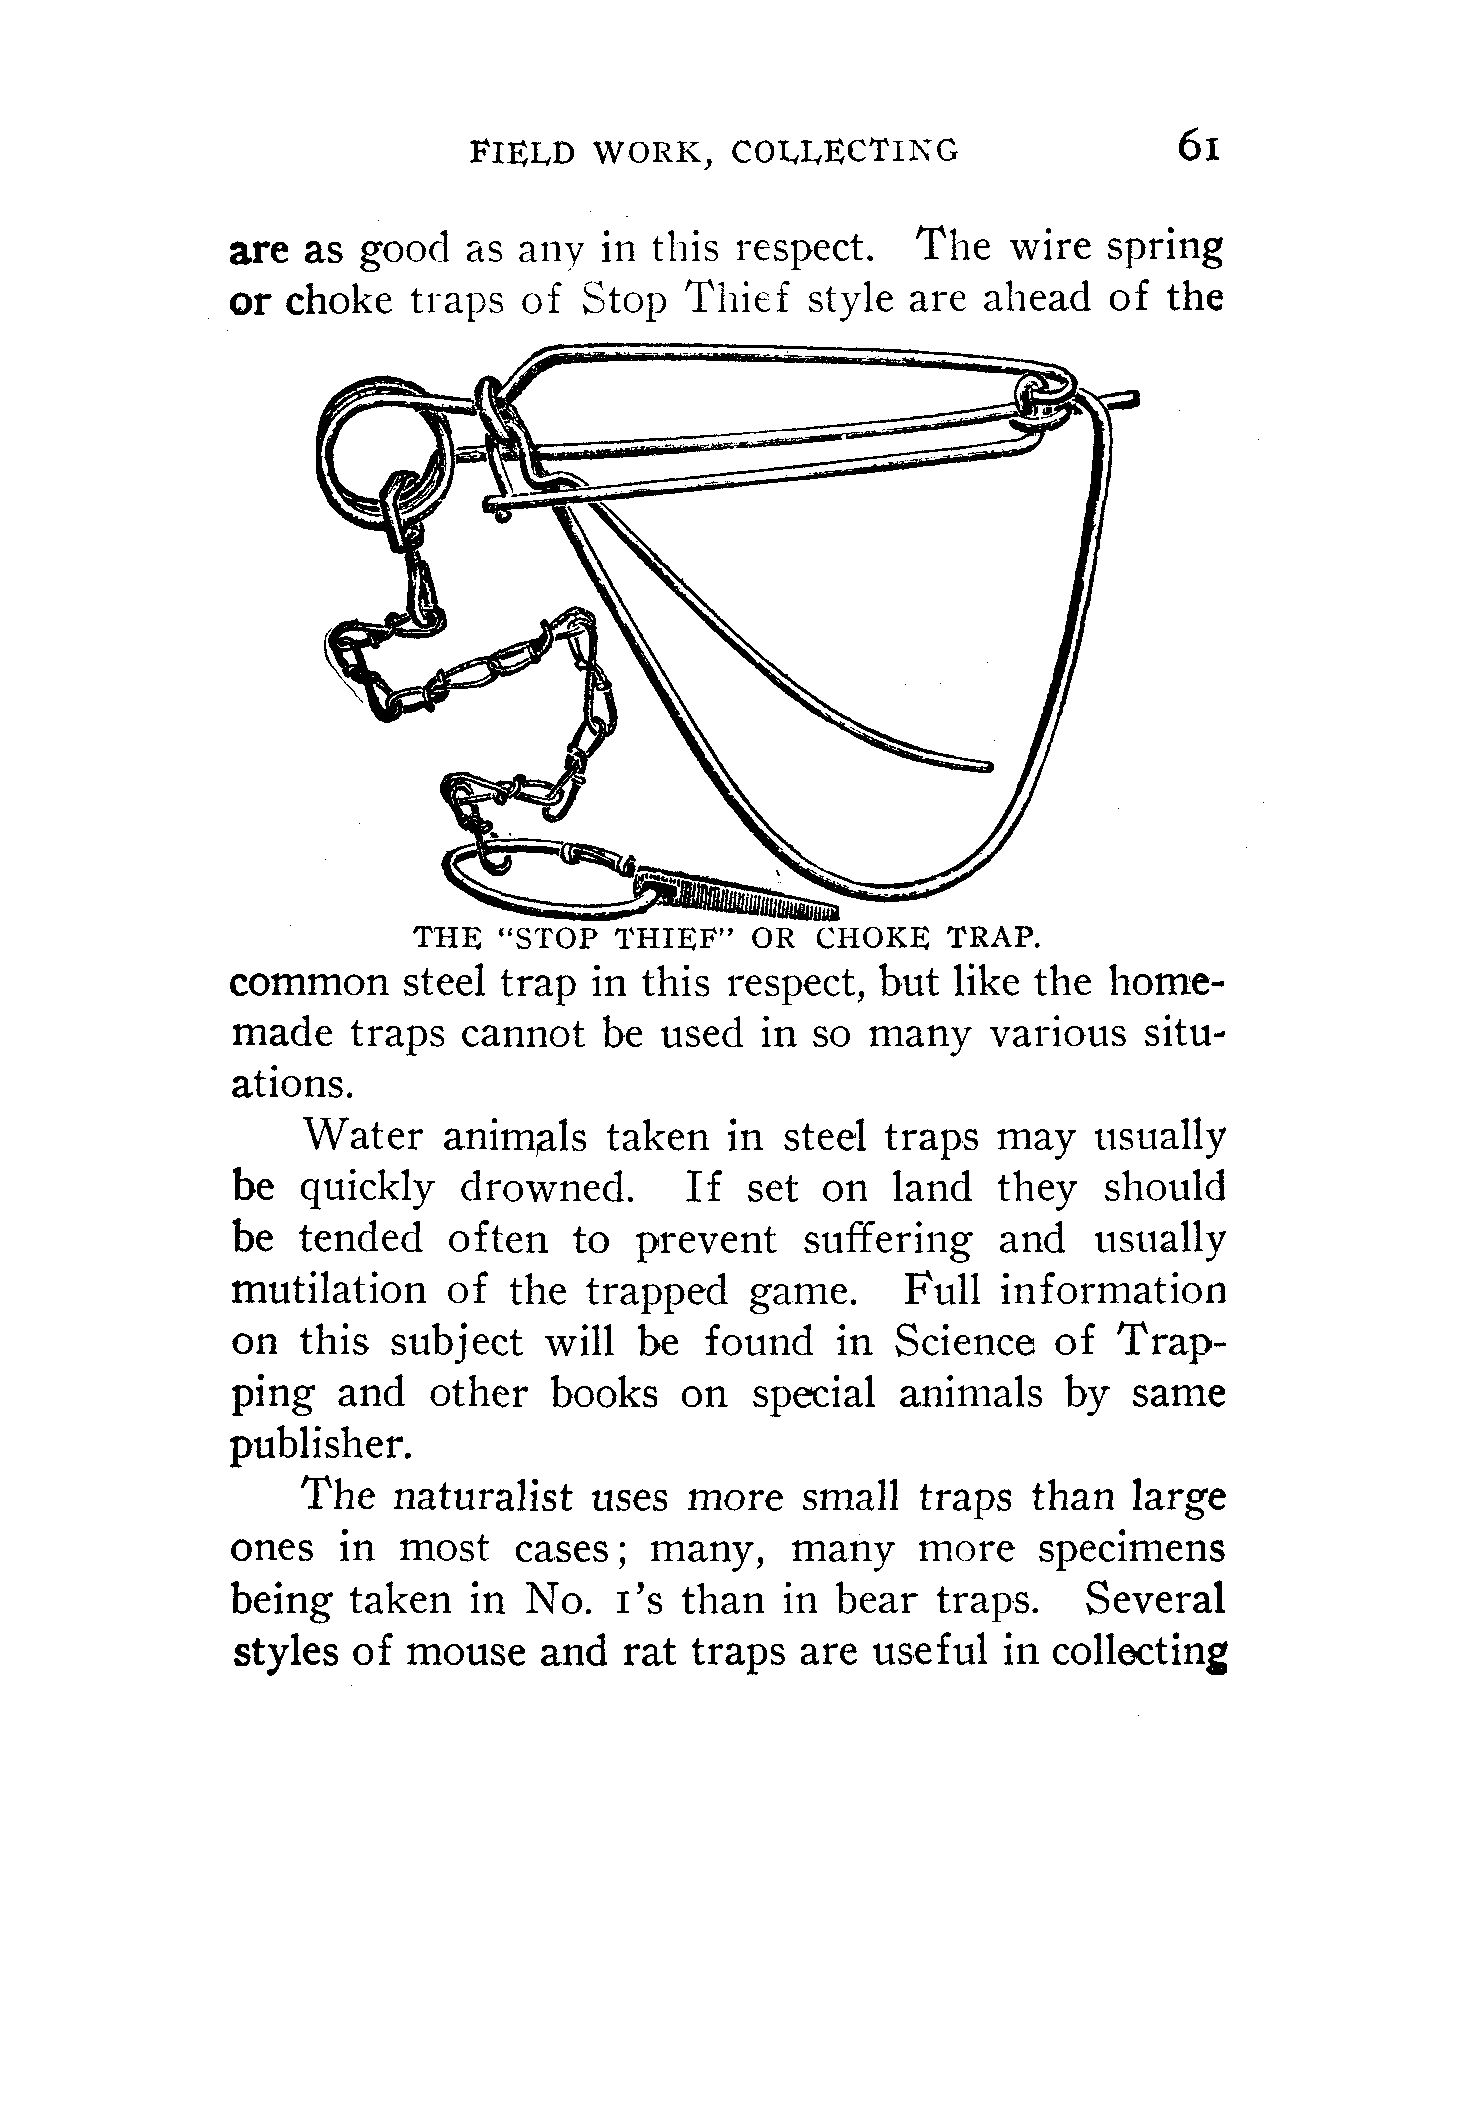 FIELD WORK, COLLECTING 61
are as good as any in this respect. The wire spring
or choke traps of Stop Thief style are ahead of the
THE "STOP THIEF" OR CHOKE TRAP.
common steel trap in this respect, but like the home-
made traps cannot be used in so many various situ-
ations.
Water animals taken in steel traps may usually
be quickly drowned. If set on land they should
be tended often to prevent suffering and usually
mutilation of the trapped game. Full information
on this subject will be found in Science of Trap-
ping and other books on special animals by same
publisher.
The naturalist uses more small traps than large
ones in most cases; many, many more specimens
being taken in No. 1's than in bear traps. Several
styles of mouse and rat traps are useful in collecting